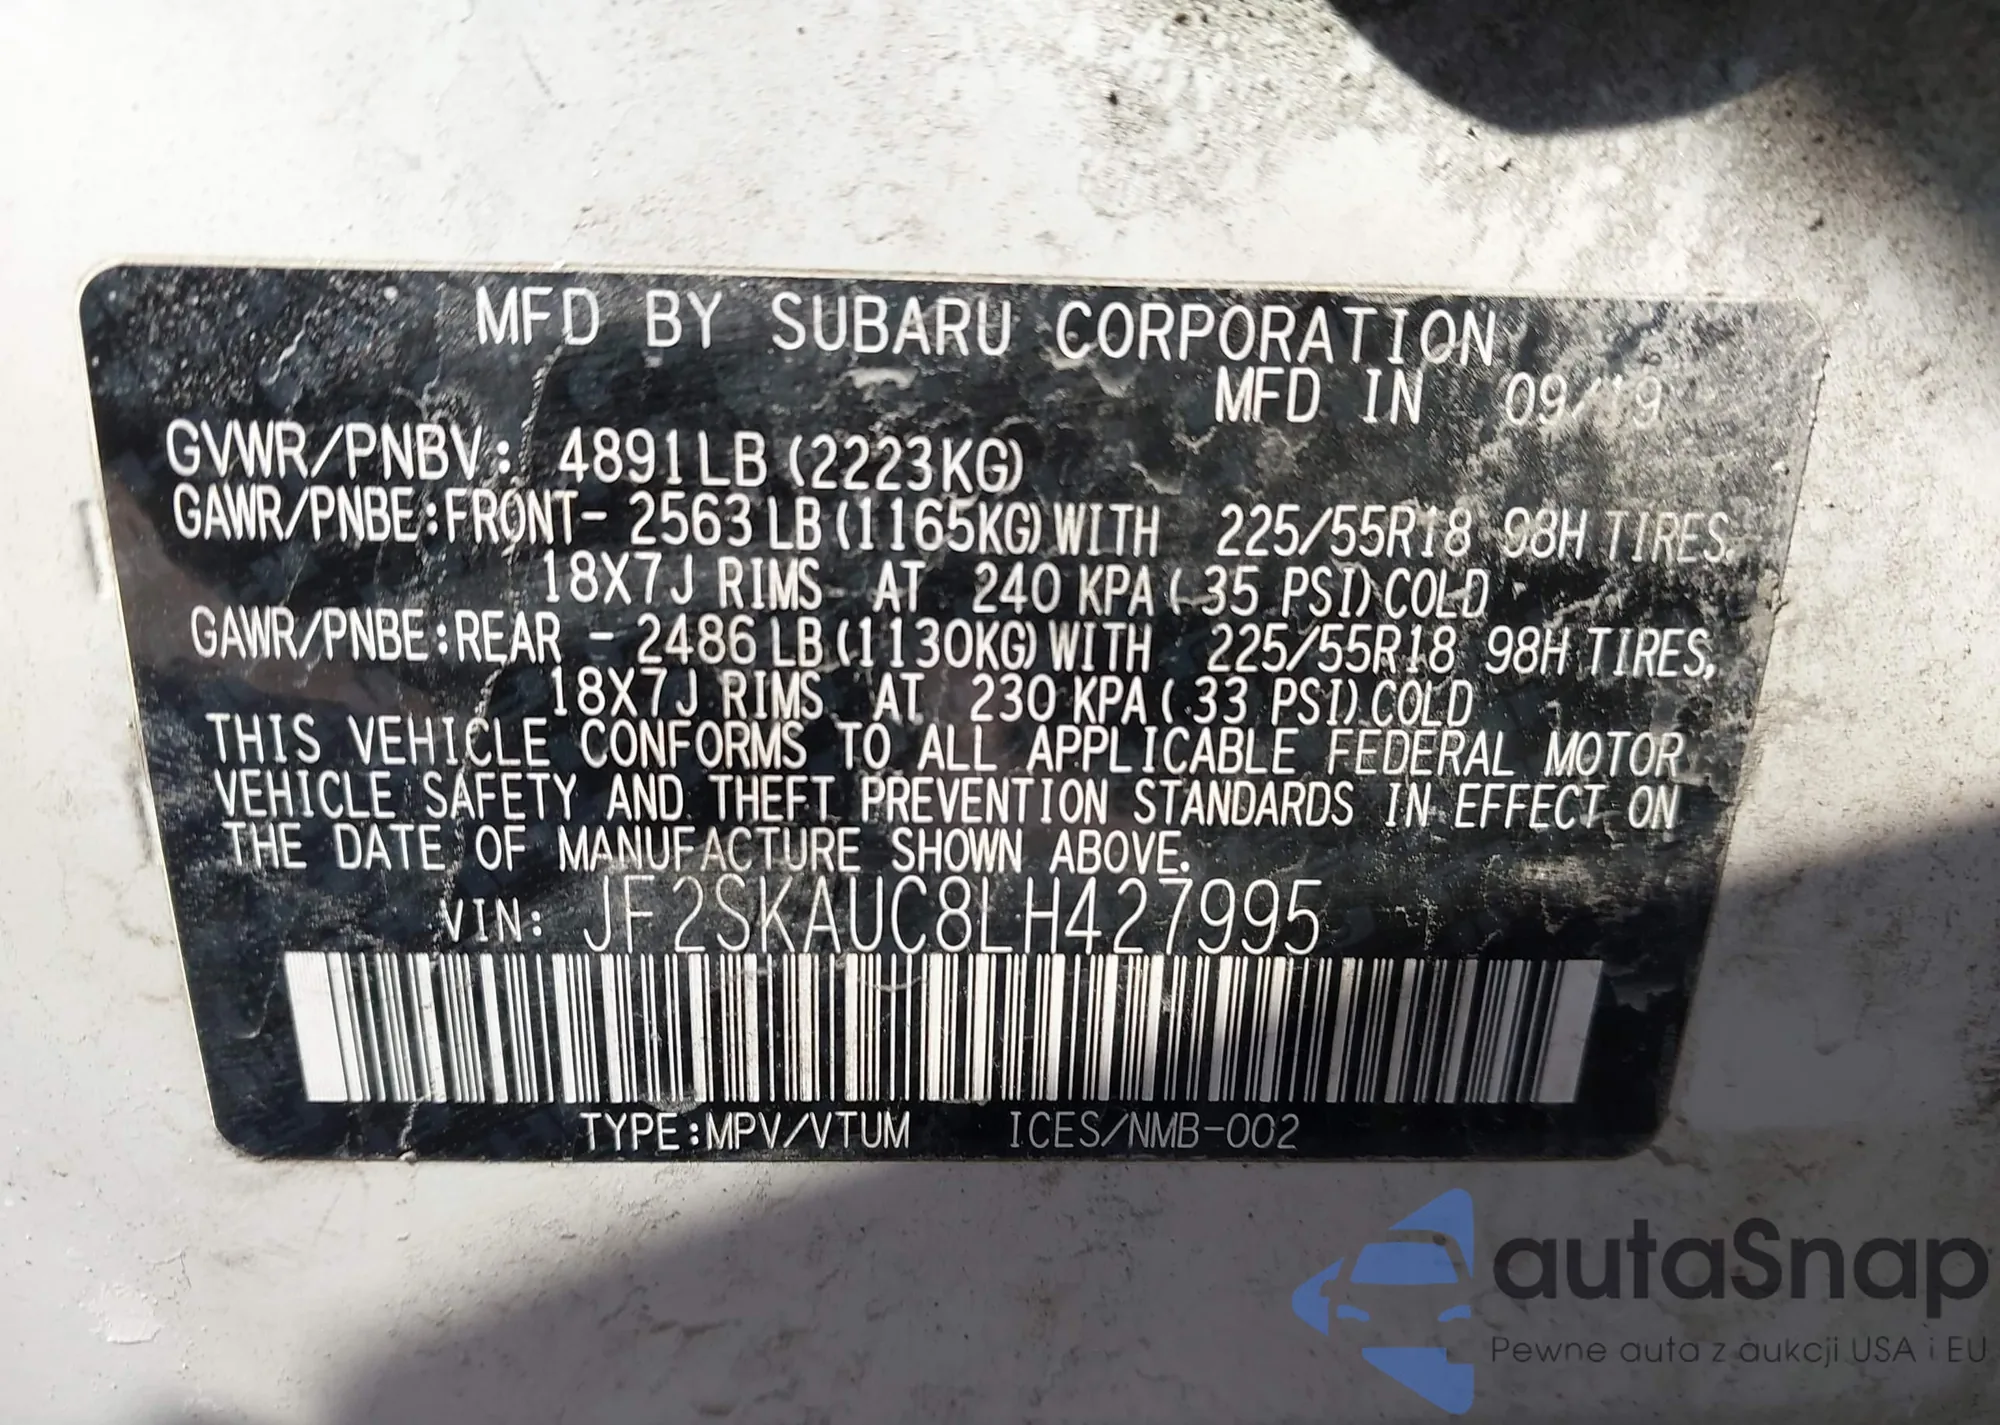 MFD BY SUBARU CORPORATION
MFD IN 09/19
GVWR/PNBV: 4891LB (2223KG)
GAWR/PNBE:FRONT- 2563 LB (1165KG) WITH 225/55R18 98H TIRES,
18X7J RIMS AT 240 KPA ( 35 PSI) COLD
GAWR/PNBE:REAR - 2486 LB (1130KG) WITH 225/55R18 98H TIRES,
18X7J RIMS AT 230 KPA ( 33 PSI) COLD
THIS VEHICLE CONFORMS TO ALL APPLICABLE FEDERAL MOTOR
VEHICLE SAFETY AND THEFT PREVENTION STANDARDS IN EFFECT ON
THE DATE OF MANUFACTURE SHOWN ABOVE.
VIN: JF2SKAUC8LH427995
TYPE:MPV/VTUM ICES/NMB-002
autaSnap
Pewne auta z aukcji USA i EU